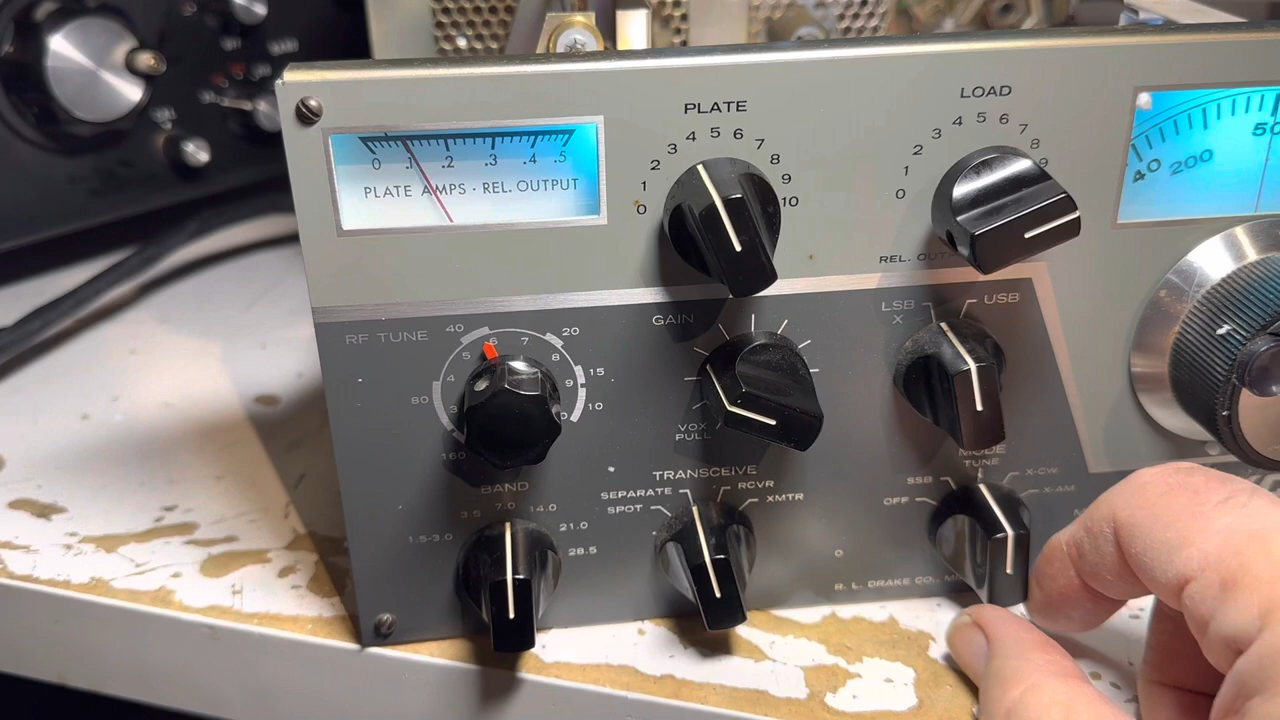 PLATE
0 1 2 3 4 5 6 7 8 9 10
LOAD
0 1 2 3 4 5 6 7 8 9
0 .1 .2 .3 .4 .5
PLATE AMPS · REL. OUTPUT
40 50
200
REL. OUTP
RF TUNE
40 20 15 10 80 160
3 4 5 6 7 8 9
GAIN
VOX
PULL
LSB USB
X
BAND
1.5-3.0 3.5 7.0 14.0 21.0 28.5
TRANSCEIVE
SPOT SEPARATE RCVR XMTR
MODE
OFF SSB TUNE X-CW X-AM
R. L. DRAKE CO.,